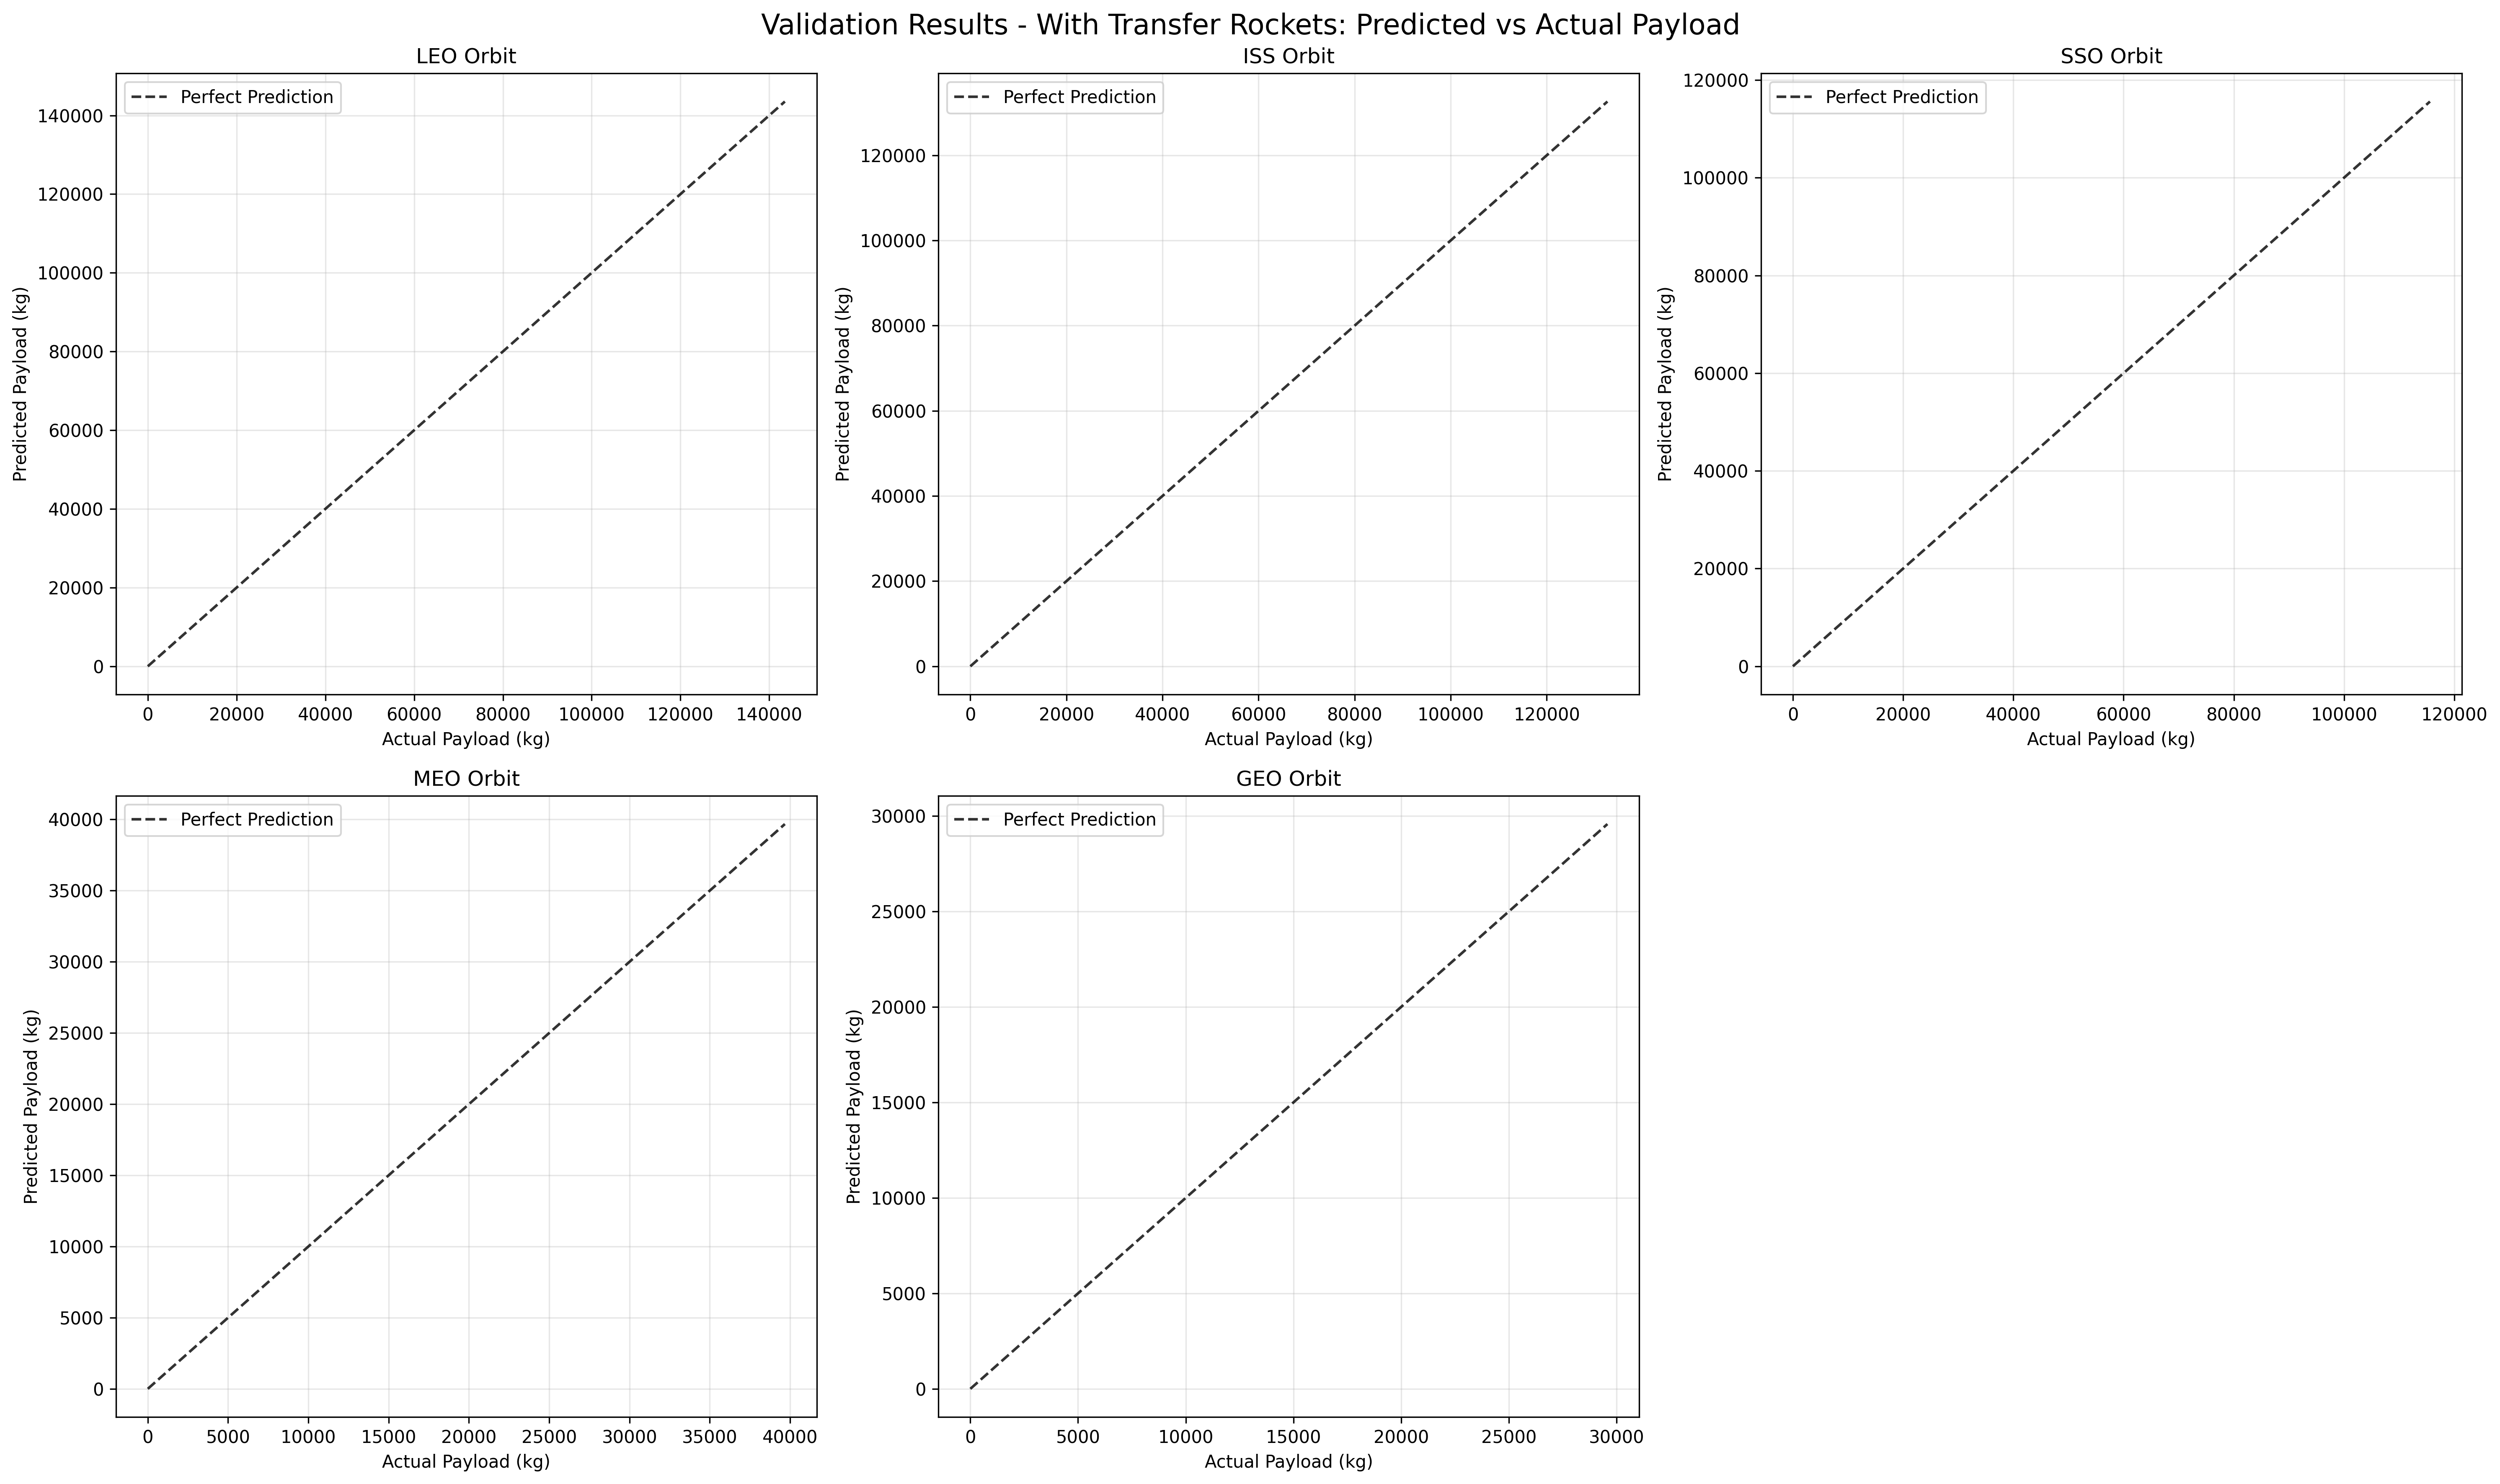 Validation Results - With Transfer Rockets: Predicted vs Actual Payload
LEO Orbit
Perfect Prediction
Predicted Payload (kg)
140000
120000
100000
80000
60000
40000
20000
0
0 20000 40000 60000 80000 100000 120000 140000
Actual Payload (kg)
ISS Orbit
Perfect Prediction
Predicted Payload (kg)
120000
100000
80000
60000
40000
20000
0
0 20000 40000 60000 80000 100000 120000
Actual Payload (kg)
SSO Orbit
Perfect Prediction
Predicted Payload (kg)
120000
100000
80000
60000
40000
20000
0
0 20000 40000 60000 80000 100000 120000
Actual Payload (kg)
MEO Orbit
Perfect Prediction
Predicted Payload (kg)
40000
35000
30000
25000
20000
15000
10000
5000
0
0 5000 10000 15000 20000 25000 30000 35000 40000
Actual Payload (kg)
GEO Orbit
Perfect Prediction
Predicted Payload (kg)
30000
25000
20000
15000
10000
5000
0
0 5000 10000 15000 20000 25000 30000
Actual Payload (kg)